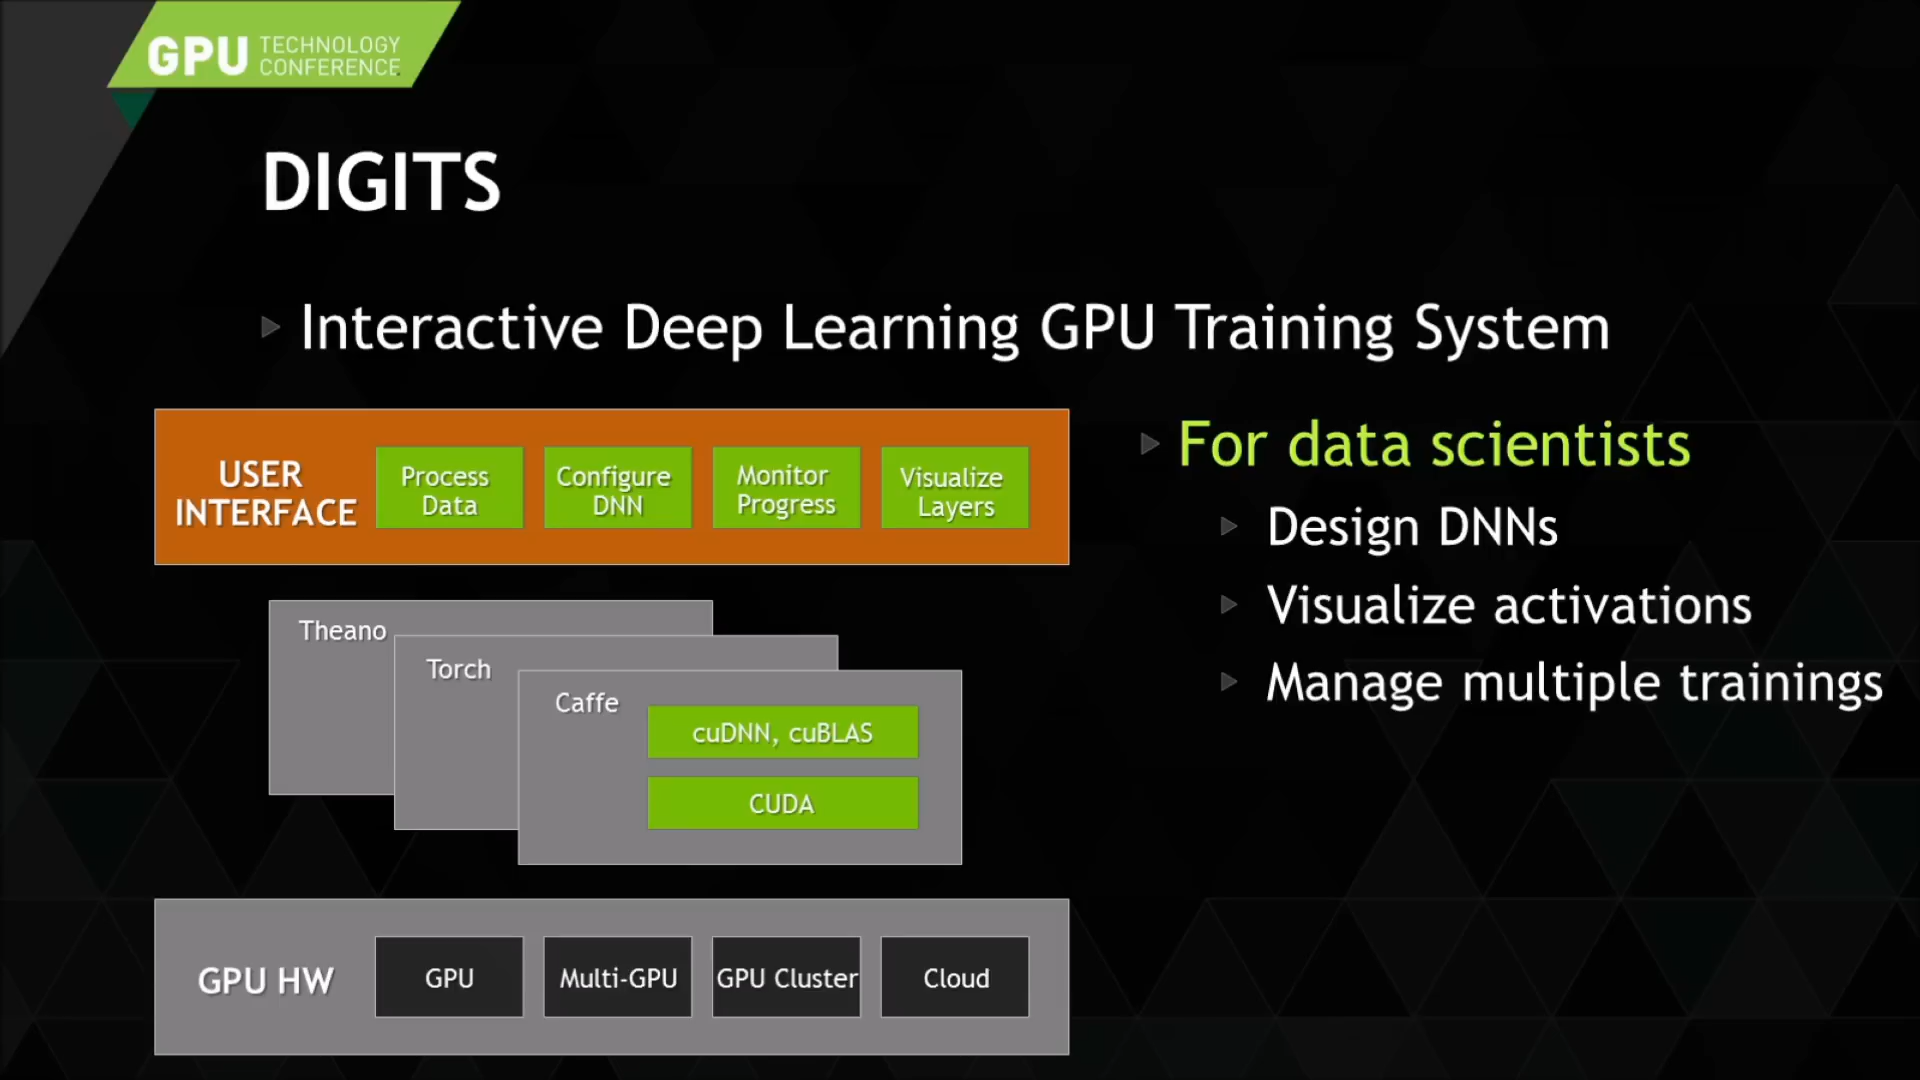 GPU TECHNOLOGY
CONFERENCE
DIGITS
Interactive Deep Learning GPU Training System
USER
INTERFACE
Process
Data
Configure
DNN
Monitor
Progress
Visualize
Layers
Theano
Torch
Caffe
cuDNN, cuBLAS
CUDA
GPU HW
GPU
Multi-GPU
GPU Cluster
Cloud
For data scientists
Design DNNs
Visualize activations
Manage multiple trainings